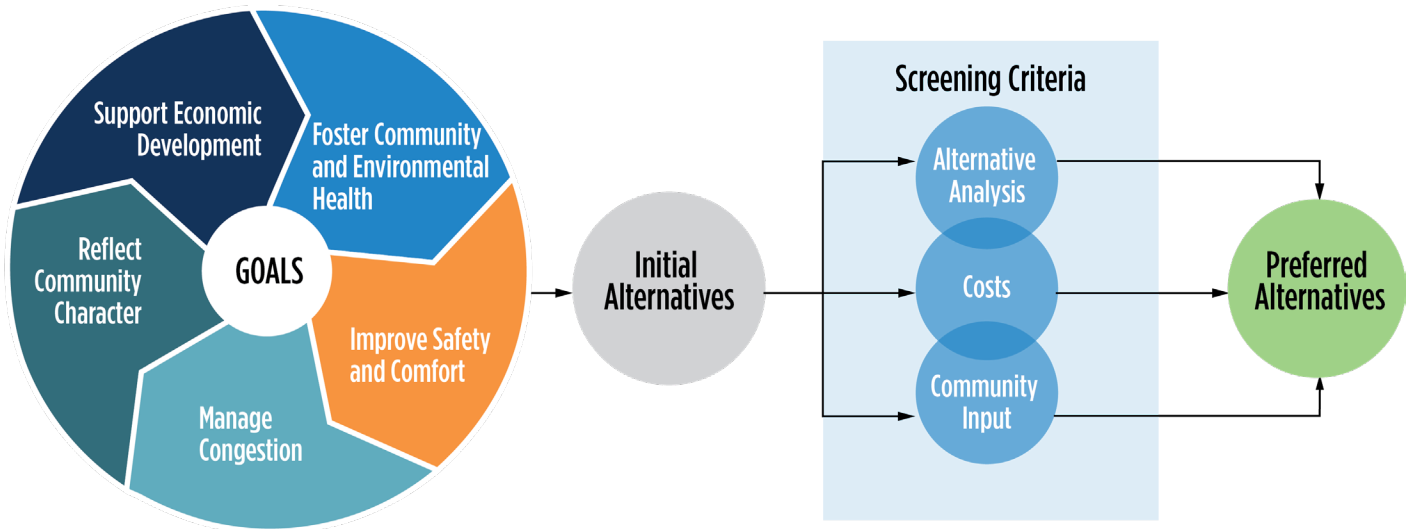 Support Economic
Development
Foster Community
and Environmental
Health
Reflect
Community
Character
GOALS
Improve Safety
and Comfort
Manage
Congestion
Initial
Alternatives
Screening Criteria
Alternative
Analysis
Costs
Community
Input
Preferred
Alternatives